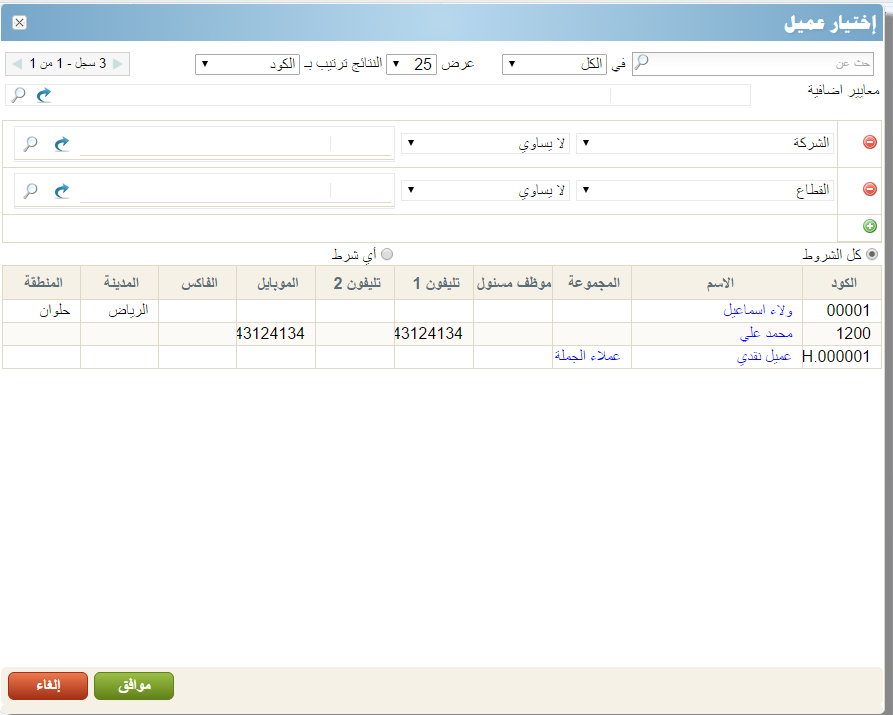 إختيار عميل
بحث عن في الكل عرض 25 النتائج ترتيب بـ الكود 3 سجل - 1 من 1
معايير اضافية
الشركة لا يساوي
القطاع لا يساوي
كل الشروط أي شرط
الكود الاسم المجموعة موظف مسئول تليفون 1 تليفون 2 الموبايل الفاكس المدينة المنطقة
00001 ولاء اسماعيل الرياض حلوان
1200 محمد علي 43124134 43124134
H.000001 عميل نقدي عملاء الجملة
موافق إلغاء